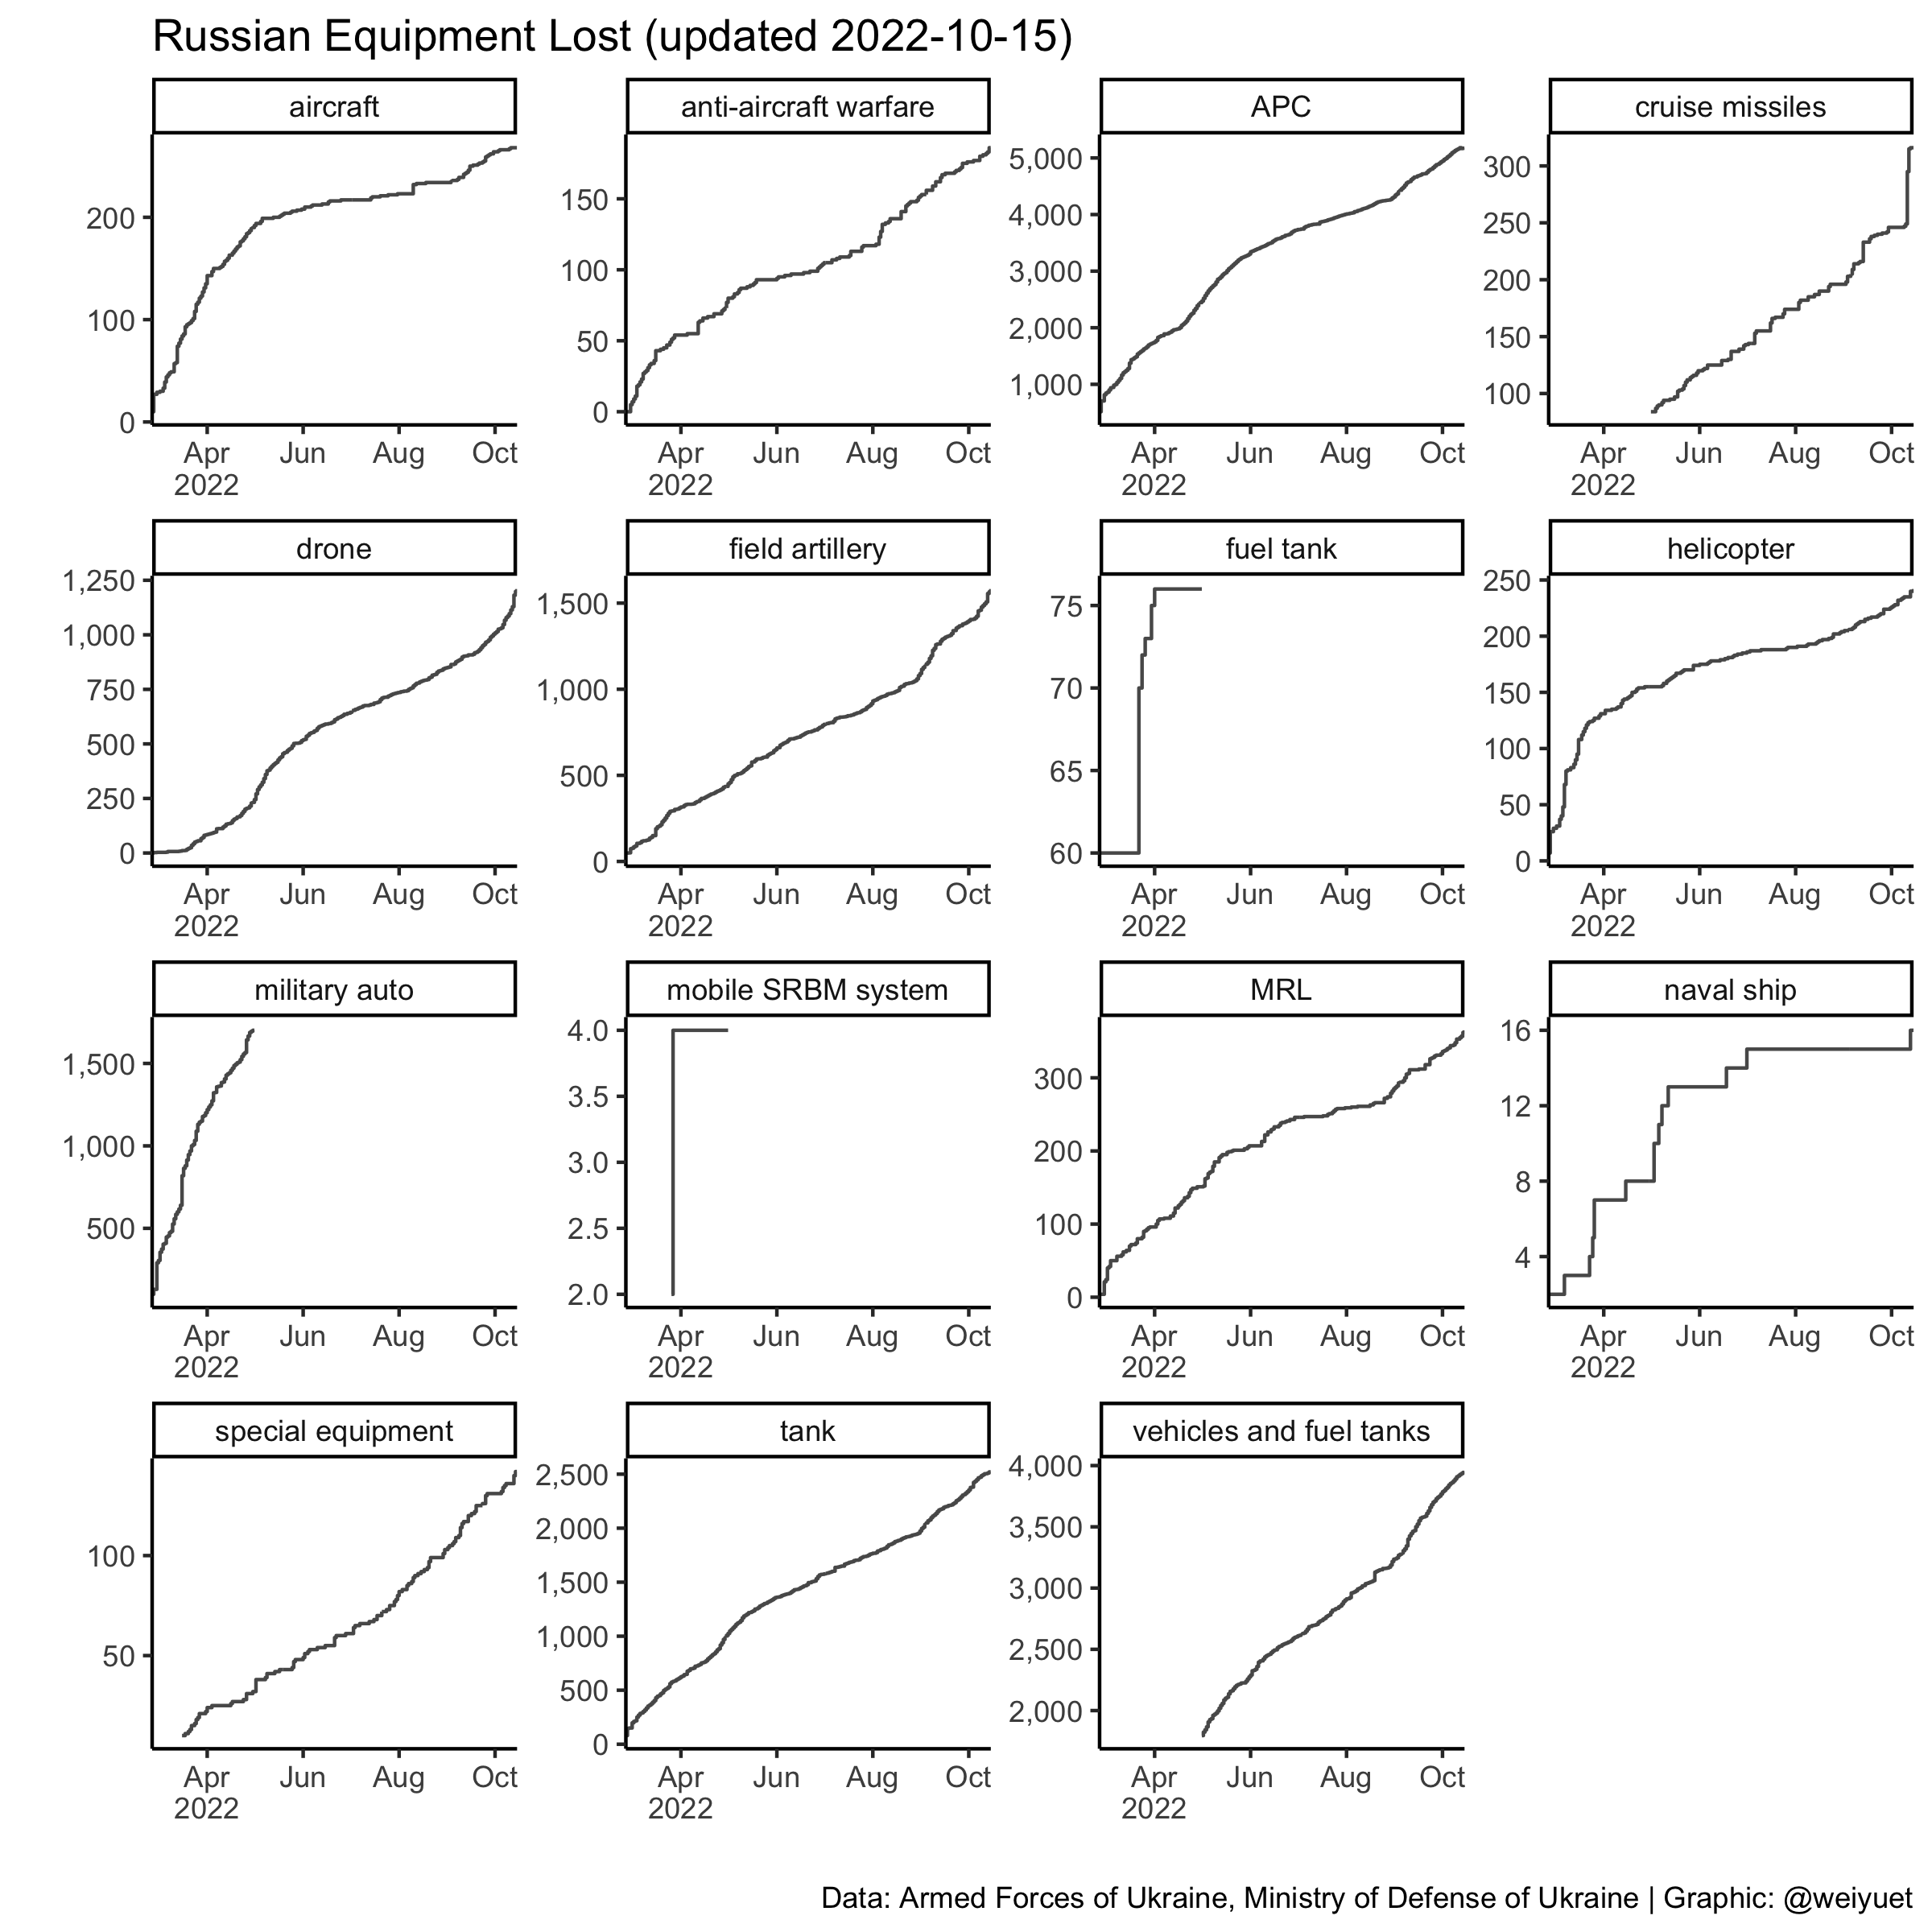 Russian Equipment Lost (updated 2022-10-15)
aircraft
200
100
0
Apr Jun Aug Oct
2022
anti-aircraft warfare
150
100
50
0
Apr Jun Aug Oct
2022
APC
5,000
4,000
3,000
2,000
1,000
Apr Jun Aug Oct
2022
cruise missiles
300
250
200
150
100
Apr Jun Aug Oct
2022
drone
1,250
1,000
750
500
250
0
Apr Jun Aug Oct
2022
field artillery
1,500
1,000
500
0
Apr Jun Aug Oct
2022
fuel tank
75
70
65
60
Apr Jun Aug Oct
2022
helicopter
250
200
150
100
50
0
Apr Jun Aug Oct
2022
military auto
1,500
1,000
500
Apr Jun Aug Oct
2022
mobile SRBM system
4.0
3.5
3.0
2.5
2.0
Apr Jun Aug Oct
2022
MRL
300
200
100
0
Apr Jun Aug Oct
2022
naval ship
16
12
8
4
Apr Jun Aug Oct
2022
special equipment
100
50
Apr Jun Aug Oct
2022
tank
2,500
2,000
1,500
1,000
500
0
Apr Jun Aug Oct
2022
vehicles and fuel tanks
4,000
3,500
3,000
2,500
2,000
Apr Jun Aug Oct
2022
Data: Armed Forces of Ukraine, Ministry of Defense of Ukraine | Graphic: @weiyuet